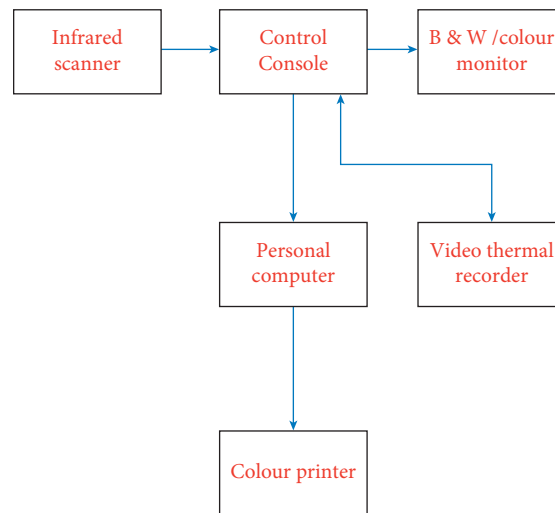 Infrared
scanner
Control
Console
B & W /colour
monitor
Personal
computer
Video thermal
recorder
Colour printer